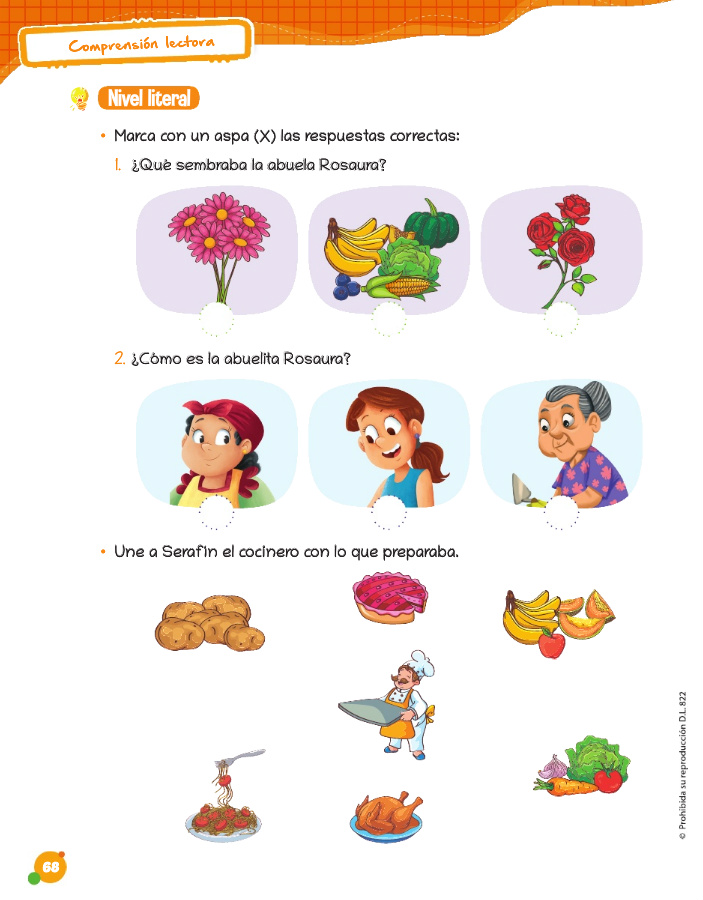 Comprensión lectora
Nivel literal
• Marca con un aspa (X) las respuestas correctas:
1. ¿Qué sembraba la abuela Rosaura?
2. ¿Cómo es la abuelita Rosaura?
• Une a Serafín el cocinero con lo que preparaba.
© Prohibida su reproducción D.L. 822
68